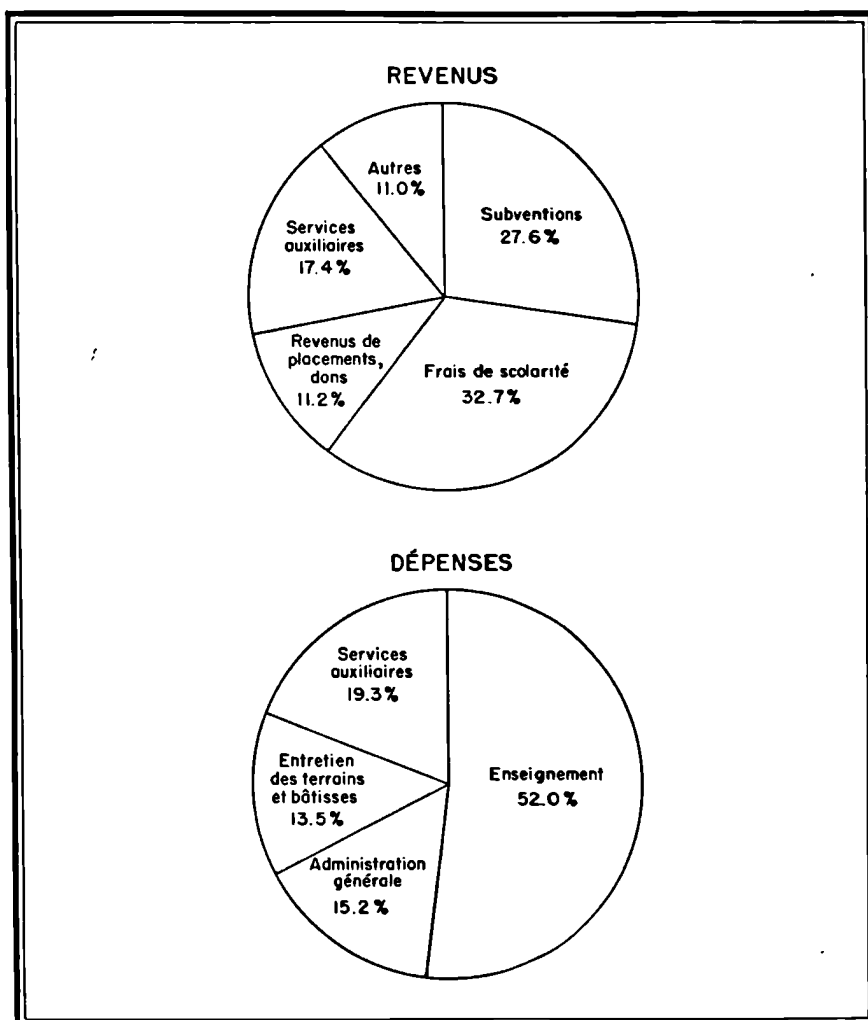 REVENUS
Autres
11.0%
Subventions
27.6%
Services
auxiliaires
17.4%
Revenus de
placements,
dons
11.2%
Frais de scolarité
32.7%
DÉPENSES
Services
auxiliaires
19.3%
Entretien
des terrains
et bâtisses
13.5%
Enseignement
52.0%
Administration
générale
15.2%